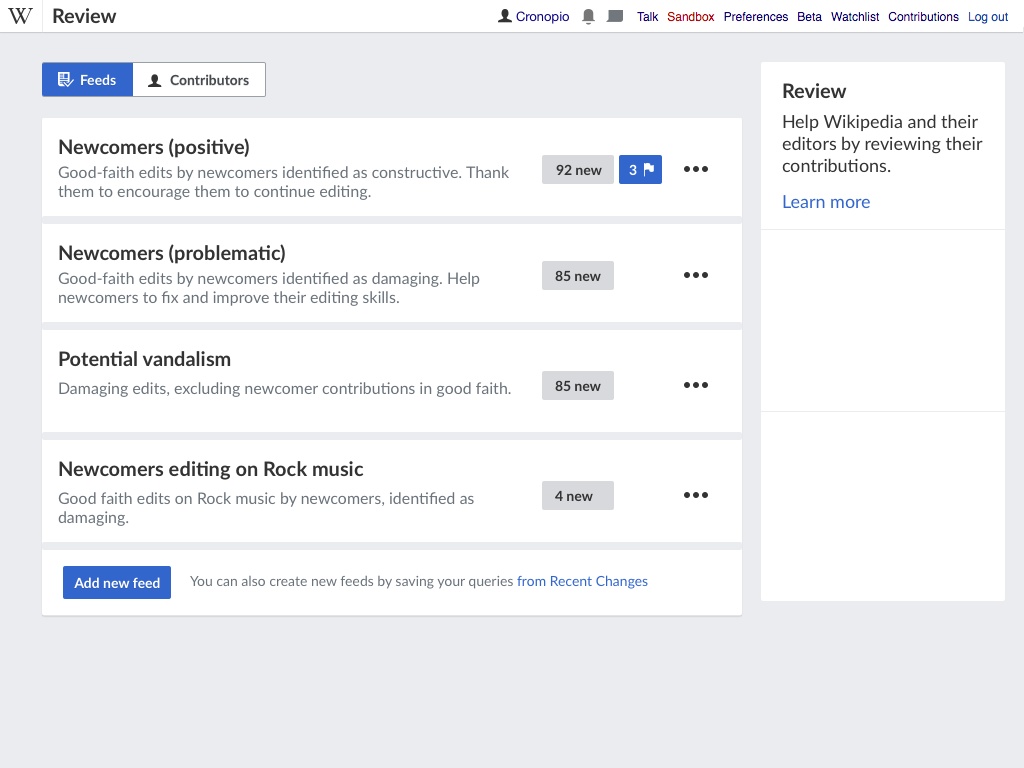 W Review Cronopio Talk Sandbox Preferences Beta Watchlist Contributions Log out
Feeds Contributors
Newcomers (positive)
Good-faith edits by newcomers identified as constructive. Thank
them to encourage them to continue editing.
92 new 3
Newcomers (problematic)
Good-faith edits by newcomers identified as damaging. Help
newcomers to fix and improve their editing skills.
85 new
Potential vandalism
Damaging edits, excluding newcomer contributions in good faith.
85 new
Newcomers editing on Rock music
Good faith edits on Rock music by newcomers, identified as
damaging.
4 new
Add new feed You can also create new feeds by saving your queries from Recent Changes
Review
Help Wikipedia and their
editors by reviewing their
contributions.
Learn more